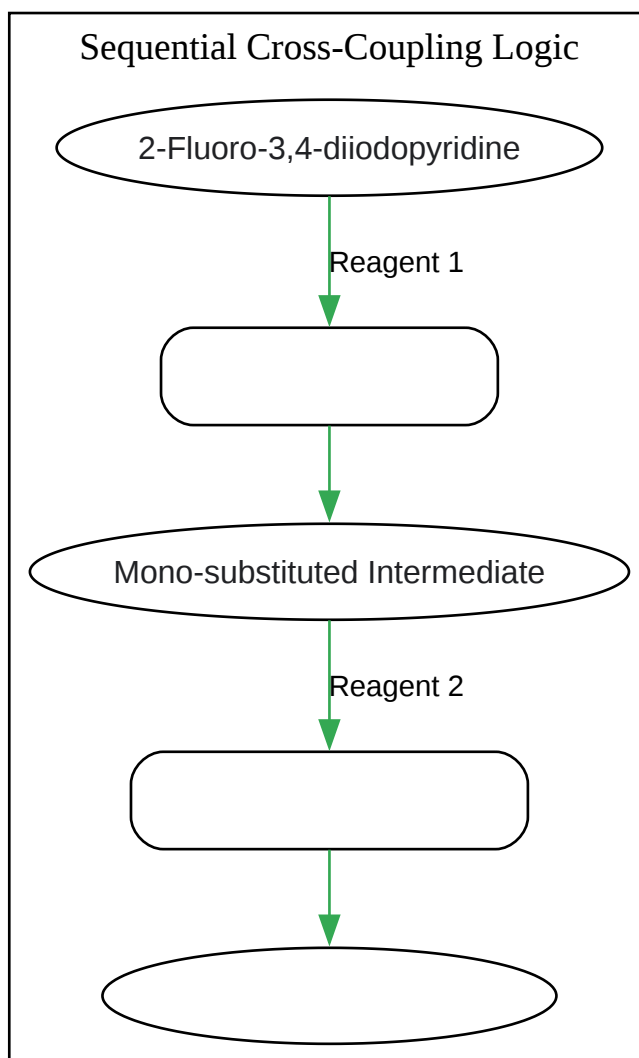 Sequential Cross-Coupling Logic
2-Fluoro-3,4-diiodopyridine
Reagent 1
Mono-substituted Intermediate
Reagent 2